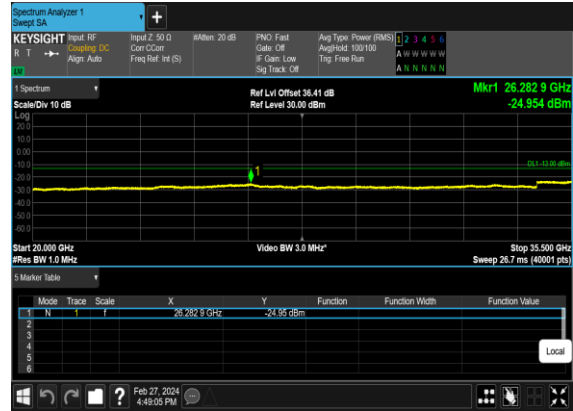 Spectrum Analyzer 1
Swept SA
KEYSIGHT
R T
Input: RF
Coupling: DC
Align: Auto
Input Z: 50 Ω
Corr CCorr
Freq Ref: Int (S)
#Atten: 20 dB
PNO: Fast
Gate: Off
IF Gain: Low
Sig Track: Off
Avg Type: Power (RMS)
Avg|Hold: 100/100
Trig: Free Run
1 2 3 4 5 6
A W W W W W
A N N N N N
1 Spectrum
Scale/Div 10 dB
Log
Ref Lvl Offset 36.41 dB
Ref Level 30.00 dBm
Mkr1 26.282 9 GHz
-24.954 dBm
20.0
10.0
0.00
-10.0
-20.0
-30.0
-40.0
-50.0
-60.0
1
DL1 -13.00 dBm
Start 20.000 GHz
#Res BW 1.0 MHz
Video BW 3.0 MHz*
Stop 35.500 GHz
Sweep 26.7 ms (40001 pts)
5 Marker Table
Mode Trace Scale X Y Function Function Width Function Value
1 N 1 f 26.282 9 GHz -24.95 dBm
2
3
4
5
6
Local
?
Feb 27, 2024
4:49:05 PM